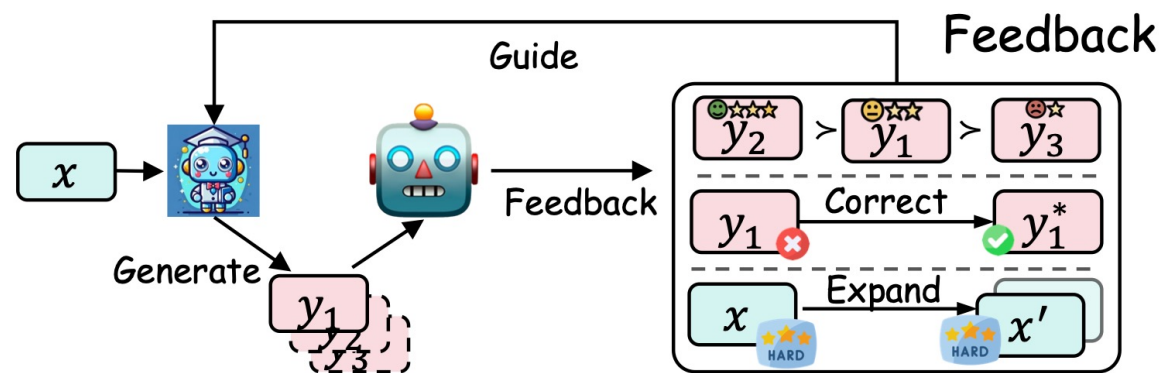 Feedback
Guide
x
Generate
y₁
y₂
y₃
Feedback
y₂ ≻ y₁ ≻ y₃
y₁ Correct y₁*
x Expand x′
HARD HARD